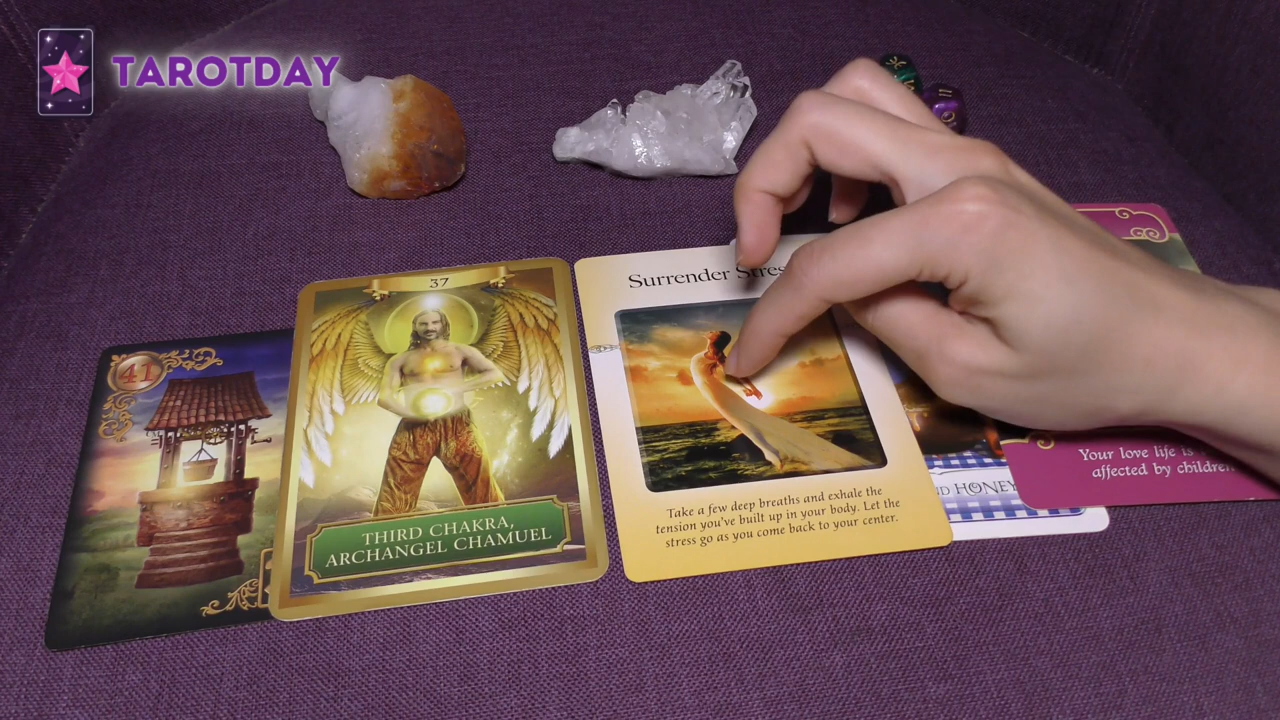 TAROTDAY
41
37
THIRD CHAKRA,
ARCHANGEL CHAMUEL
Surrender
Take a few deep breaths and exhale the
tension you've built up in your body. Let the
stress go as you come back to your center.
HONEY
Your love life is
affected by children